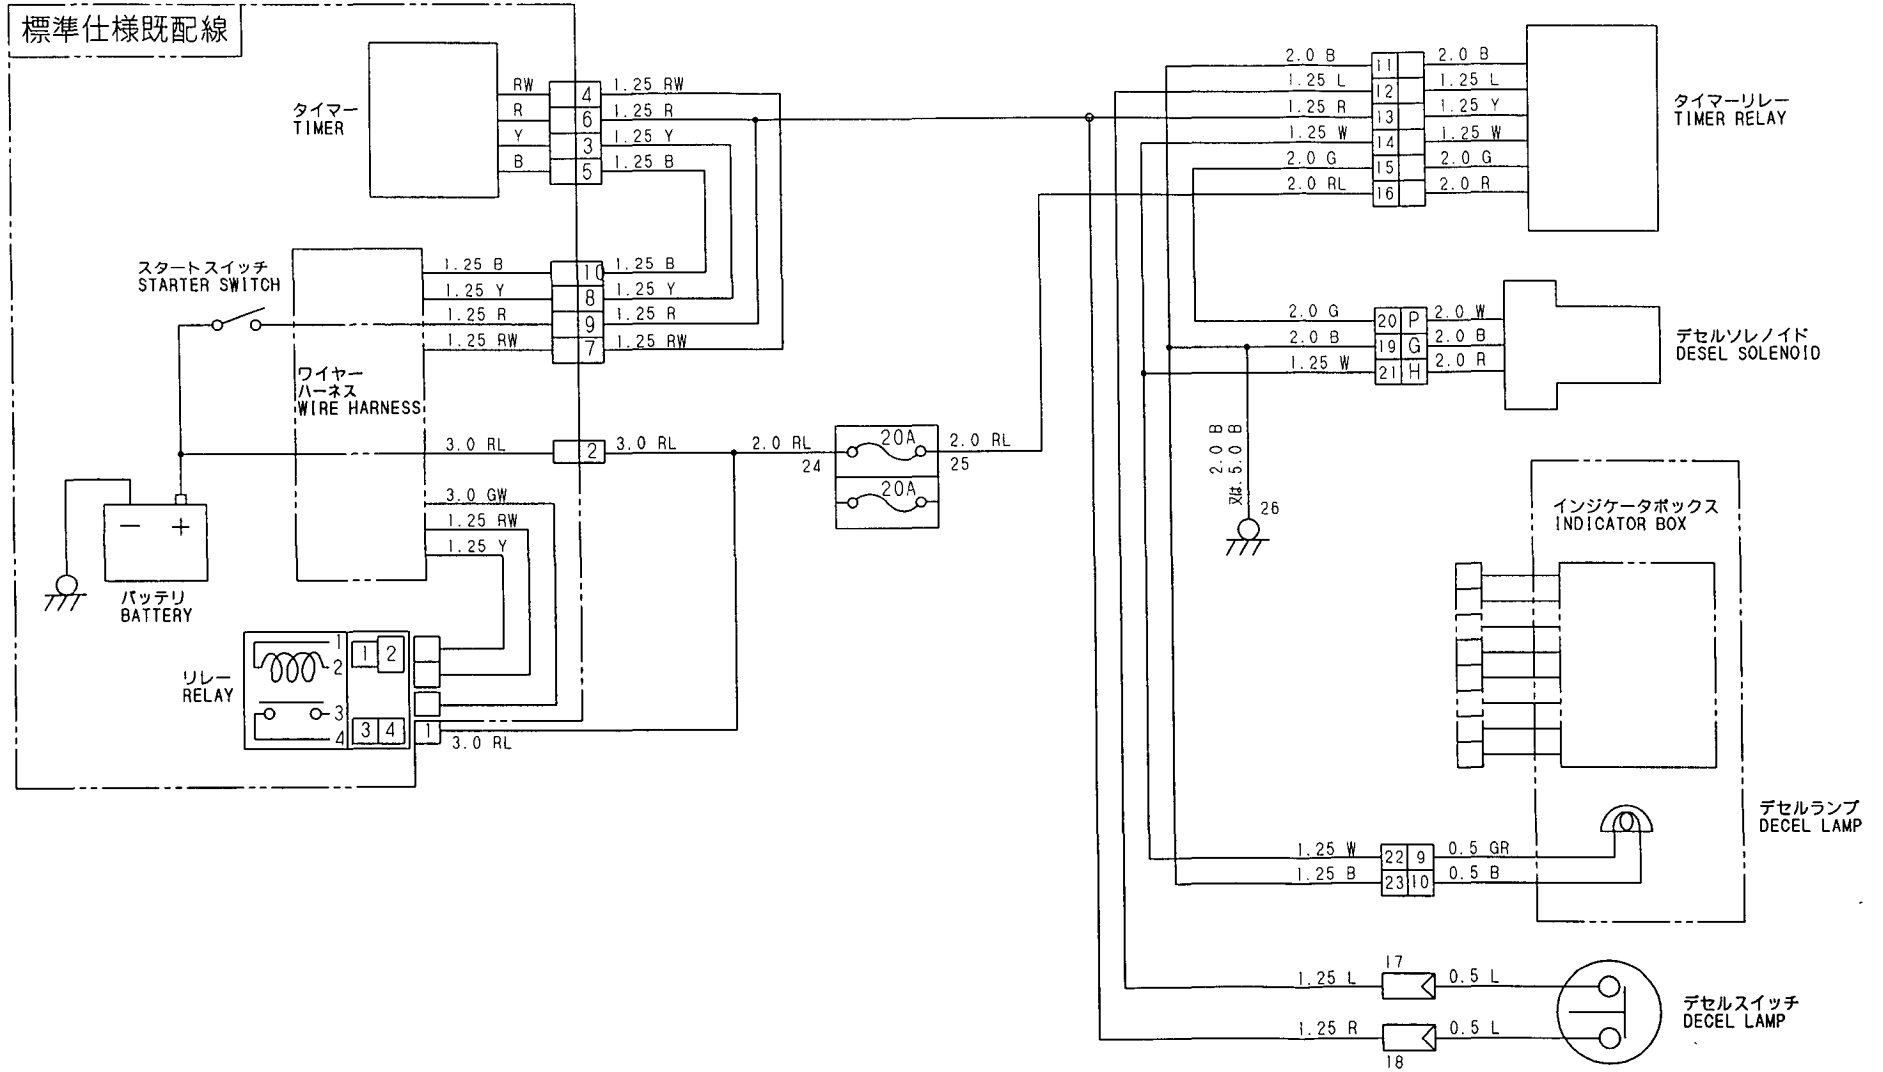 標準仕様既配線
タイマー
TIMER
RW
R
Y
B
4
6
3
5
1.25 RW
1.25 R
1.25 Y
1.25 B
スタートスイッチ
STARTER SWITCH
1.25 B
1.25 Y
1.25 R
1.25 RW
10
8
9
7
1.25 B
1.25 Y
1.25 R
1.25 RW
ワイヤー
ハーネス
WIRE HARNESS
3.0 RL
2
3.0 RL
2.0 RL
24
20A
20A
2.0 RL
25
3.0 GW
1.25 RW
1.25 Y
− +
バッテリ
BATTERY
リレー
RELAY
1
2
3
4
1 2
3 4
1
3.0 RL
2.0 B
1.25 L
1.25 R
1.25 W
2.0 G
2.0 RL
11
12
13
14
15
16
2.0 B
1.25 L
1.25 Y
1.25 W
2.0 G
2.0 R
タイマーリレー
TIMER RELAY
2.0 G
2.0 B
1.25 W
20 P
19 G
21 H
2.0 W
2.0 B
2.0 R
デセルソレノイド
DESEL SOLENOID
2.0 B
又は.5.0 B
26
インジケータボックス
INDICATOR BOX
デセルランプ
DECEL LAMP
1.25 W
1.25 B
22 9
23 10
0.5 GR
0.5 B
17
1.25 L
0.5 L
1.25 R
0.5 L
18
デセルスイッチ
DECEL LAMP